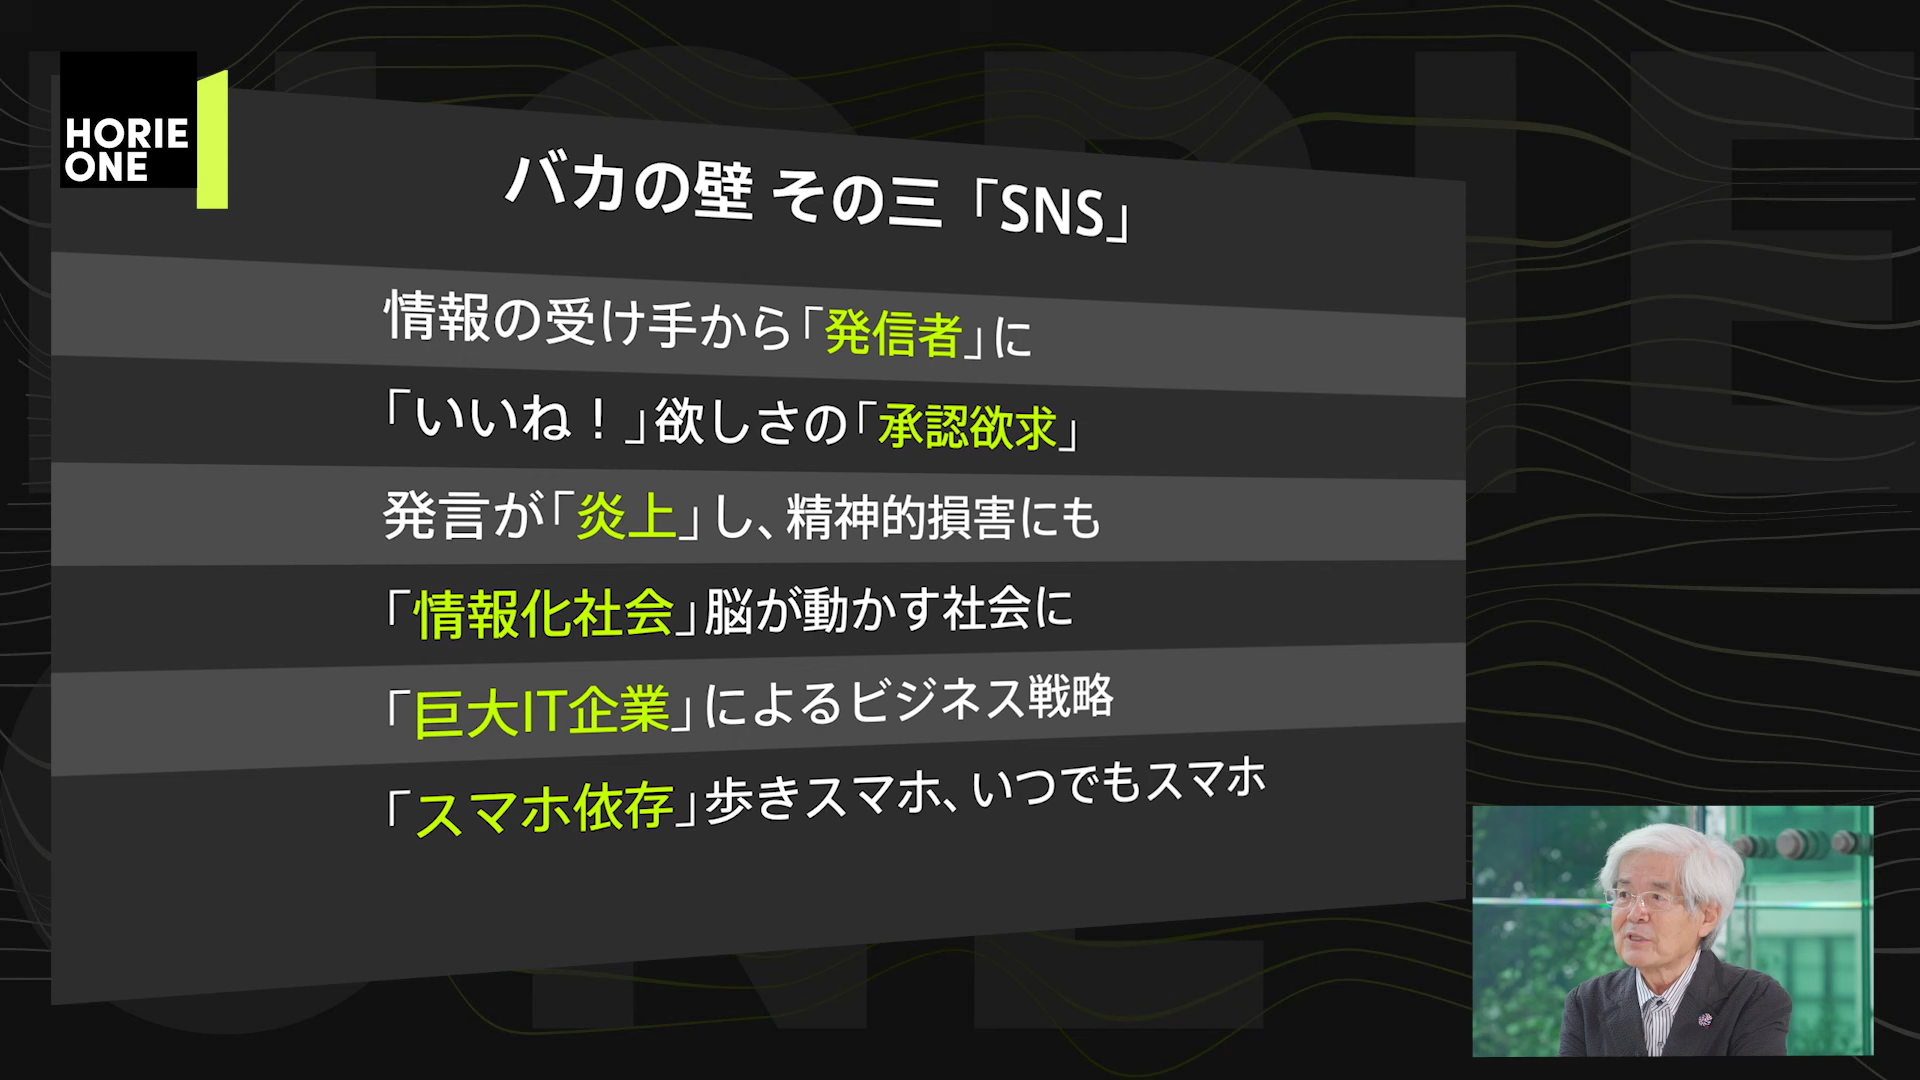 HORIE
ONE
バカの壁 その三「SNS」
情報の受け手から「発信者」に
「いいね！」欲しさの「承認欲求」
発言が「炎上」し、精神的損害にも
「情報化社会」脳が動かす社会に
「巨大IT企業」によるビジネス戦略
「スマホ依存」歩きスマホ、いつでもスマホ